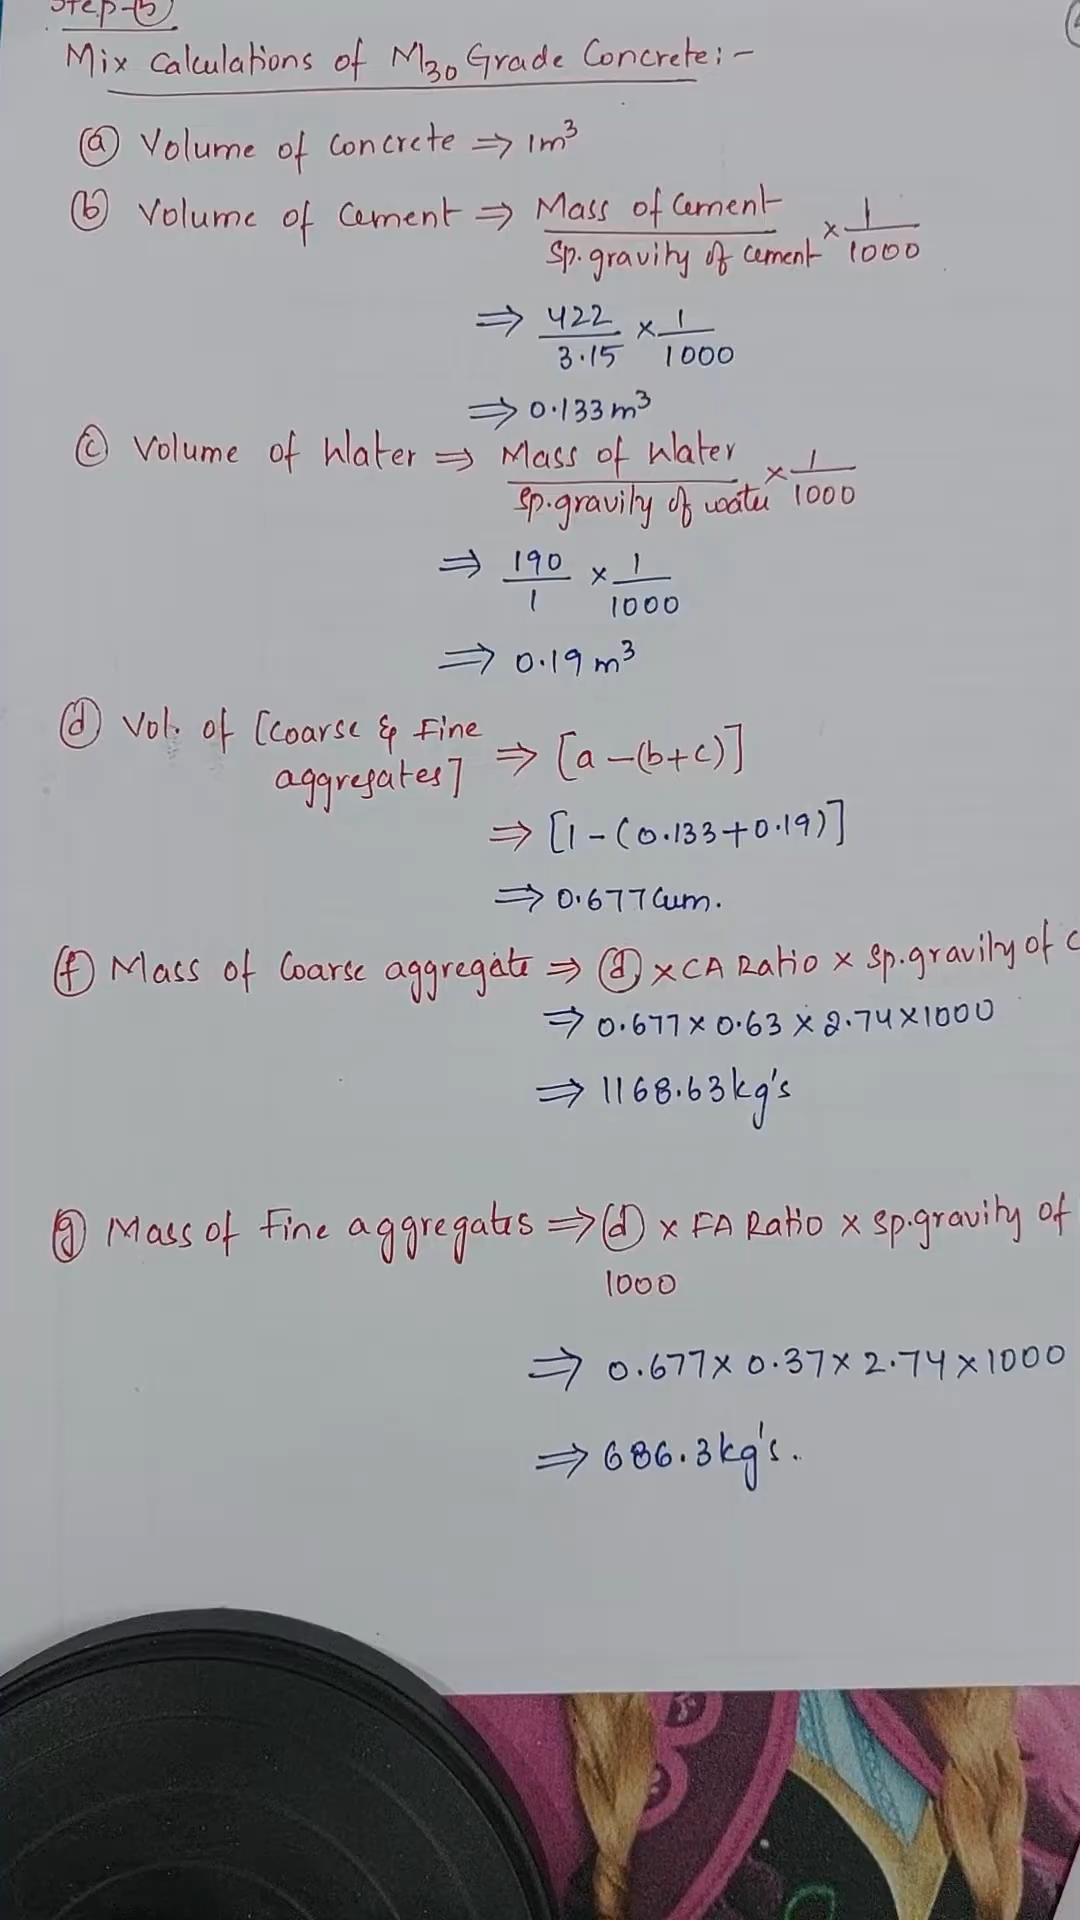 Step-5
Mix Calculations of M30 Grade Concrete:-
(a) Volume of Concrete ⇒ 1m³
(b) Volume of Cement ⇒ Mass of Cement / Sp. gravity of cement × 1/1000
⇒ 422/3.15 × 1/1000
⇒ 0.133 m³
(c) Volume of Water ⇒ Mass of Water / Sp. gravity of water × 1/1000
⇒ 190/1 × 1/1000
⇒ 0.19 m³
(d) Vol. of [Coarse & Fine
aggregates] ⇒ [a-(b+c)]
⇒ [1-(0.133+0.19)]
⇒ 0.677 Cum.
(f) Mass of Coarse aggregate ⇒ (d) × CA Ratio × Sp. gravity of C
⇒ 0.677 × 0.63 × 2.74 × 1000
⇒ 1168.63 kg's
(g) Mass of Fine aggregates ⇒ (d) × FA Ratio × Sp. gravity of
1000
⇒ 0.677 × 0.37 × 2.74 × 1000
⇒ 686.3 kg's.